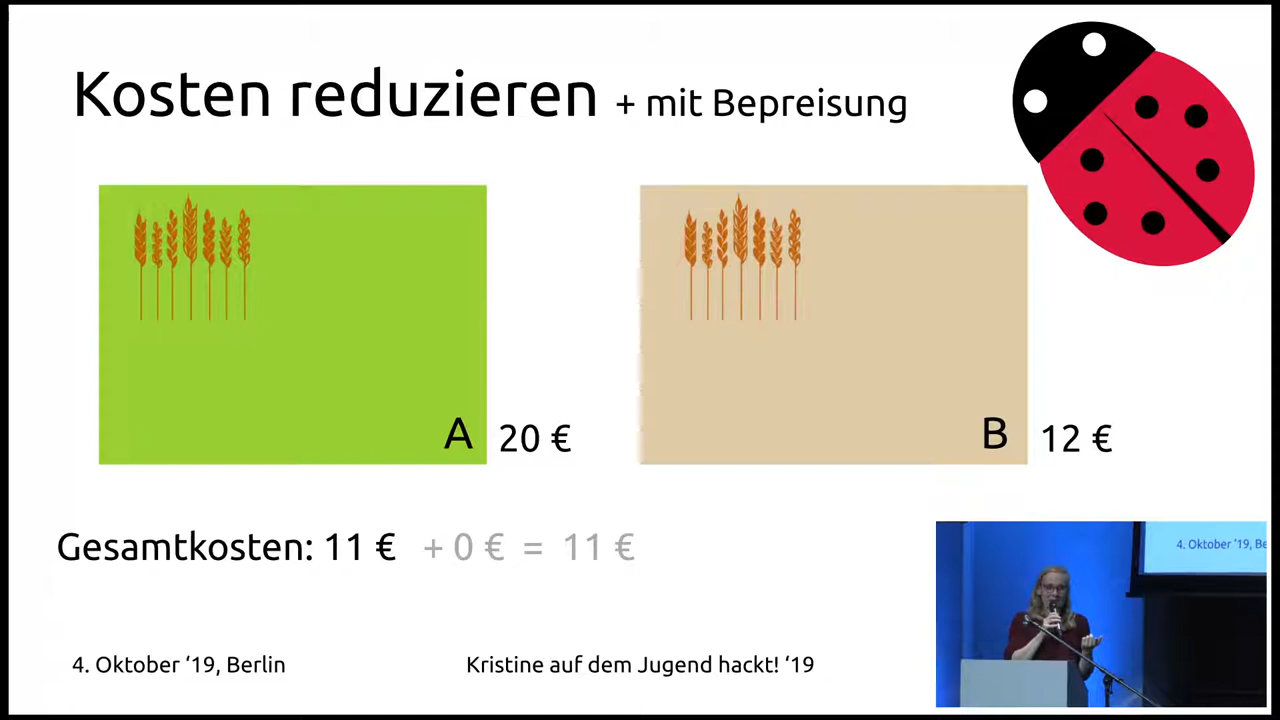 Kosten reduzieren + mit Bepreisung
A 20 €
B 12 €
Gesamtkosten: 11 € + 0 € = 11 €
4. Oktober ‘19, Berlin
Kristine auf dem Jugend hackt! ‘19
4. Oktober ‘19, Be